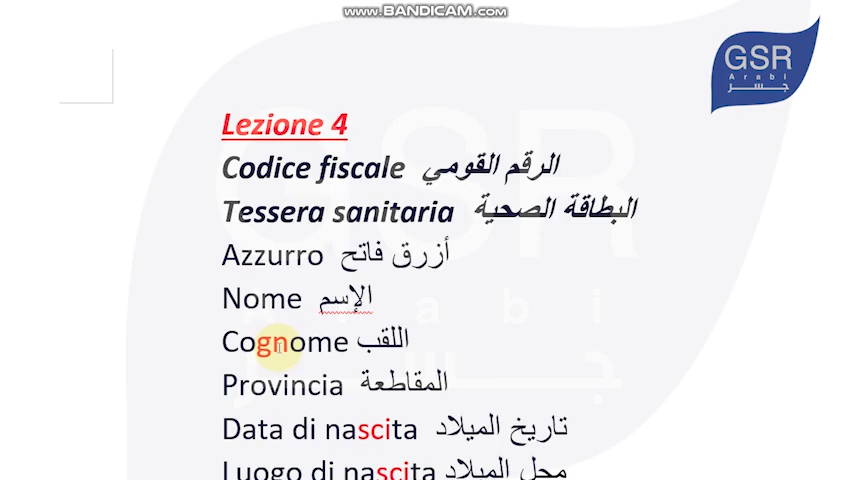 WWW.BANDICAM.COM
GSR
Arabi
جسر
Lezione 4
Codice fiscale الرقم القومي
Tessera sanitaria البطاقة الصحية
Azzurro أزرق فاتح
Nome الإسم
Cognome اللقب
Provincia المقاطعة
Data di nascita تاريخ الميلاد
Luogo di nascita محل الميلاد